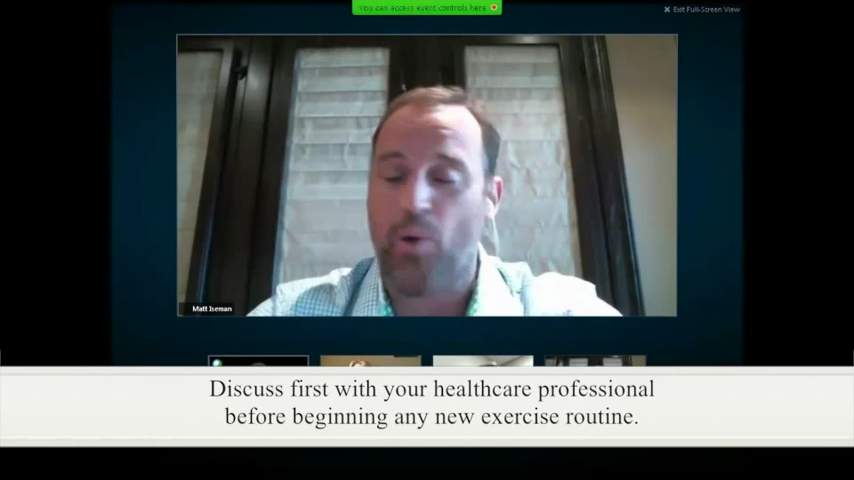 You can access event controls here
Exit Full-Screen View
Matt Iseman
Discuss first with your healthcare professional
before beginning any new exercise routine.